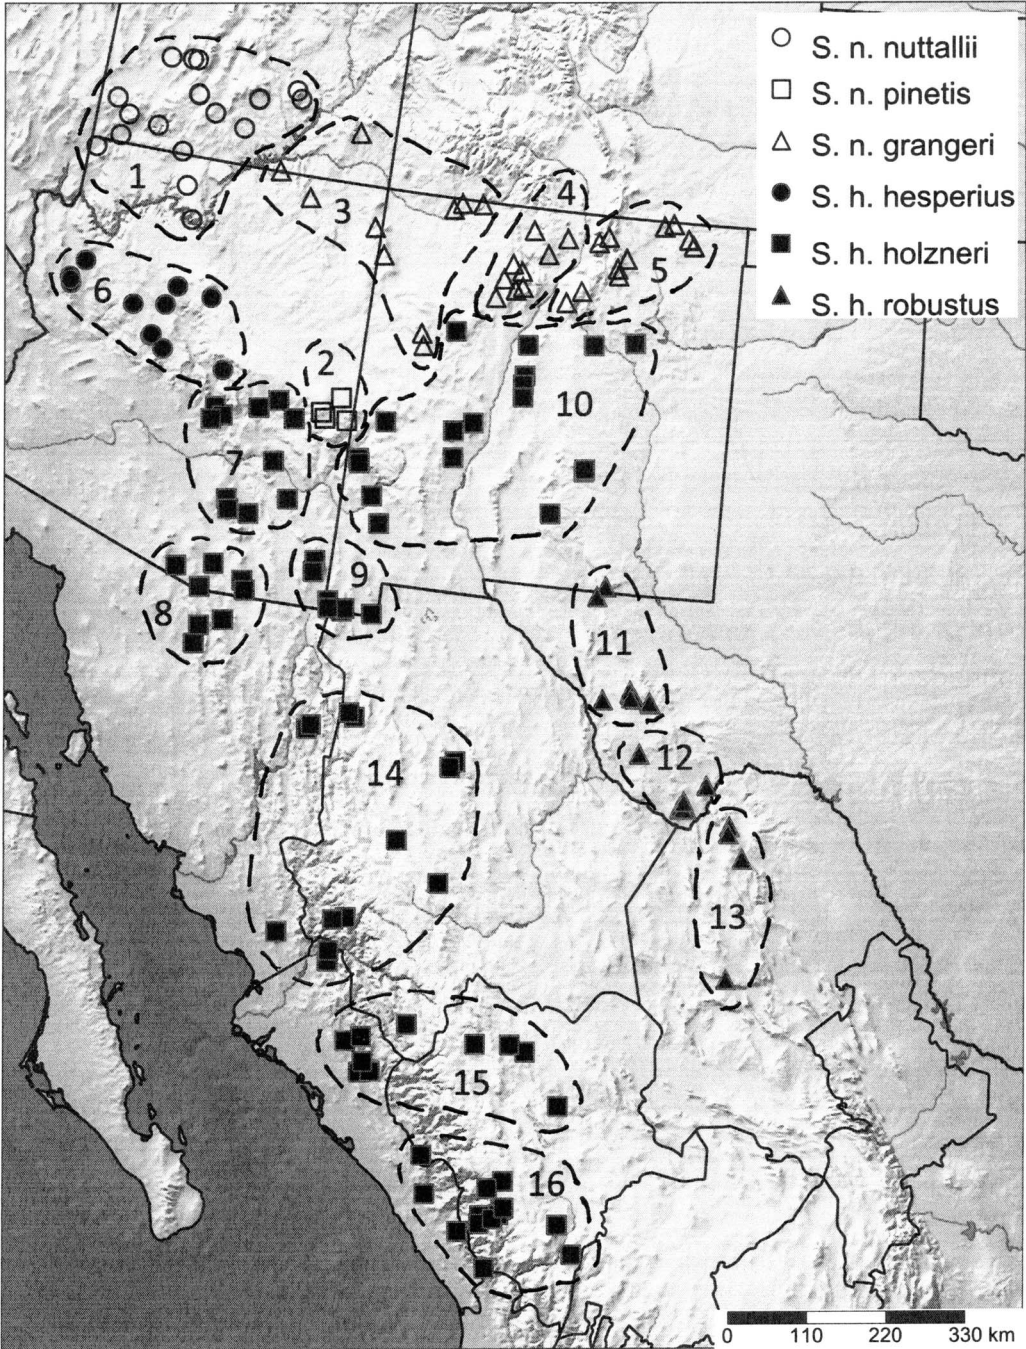 S. n. nuttallii
S. n. pinetis
S. n. grangeri
S. h. hesperius
S. h. holzneri
S. h. robustus
1
2
3
4
5
6
7
8
9
10
11
12
13
14
15
16
0 110 220 330 km